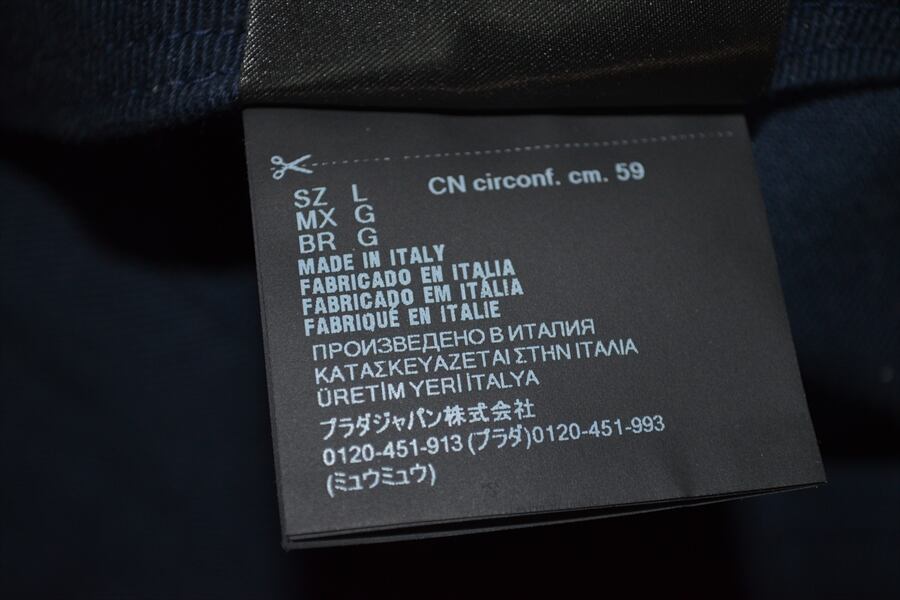 SZ L CN circonf. cm. 59
MX G
BR G
MADE IN ITALY
FABRICADO EN ITALIA
FABRICADO EM ITÁLIA
FABRIQUÉ EN ITALIE
ПРОИЗВЕДЕНО В ИТАЛИЯ
ΚΑΤΑΣΚΕΥΑΖΕΤΑΙ ΣΤΗΝ ΙΤΑΛΙΑ
ÜRETİM YERİ İTALYA
プラダジャパン株式会社
0120-451-913 (プラダ)0120-451-993
(ミュウミュウ)